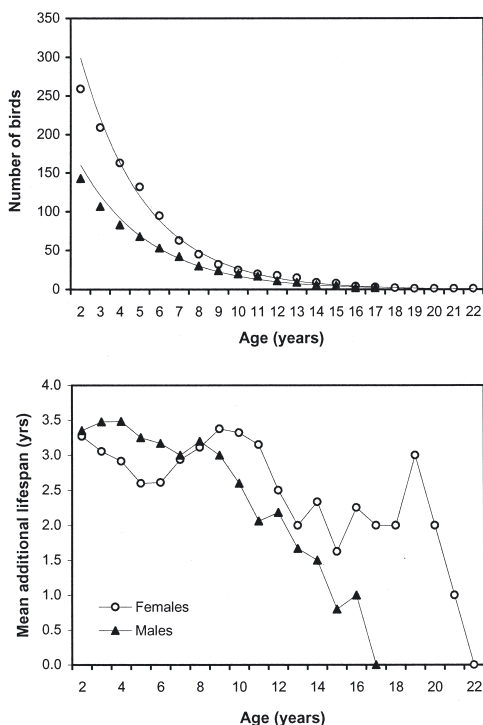 350
300
250
200
150
100
50
0
Number of birds
2 3 4 5 6 7 8 9 10 11 12 13 14 15 16 17 18 19 20 21 22
Age (years)
4.0
3.5
3.0
2.5
2.0
1.5
1.0
0.5
0.0
Mean additional lifespan (yrs)
Females
Males
2 4 6 8 10 12 14 16 18 20 22
Age (years)